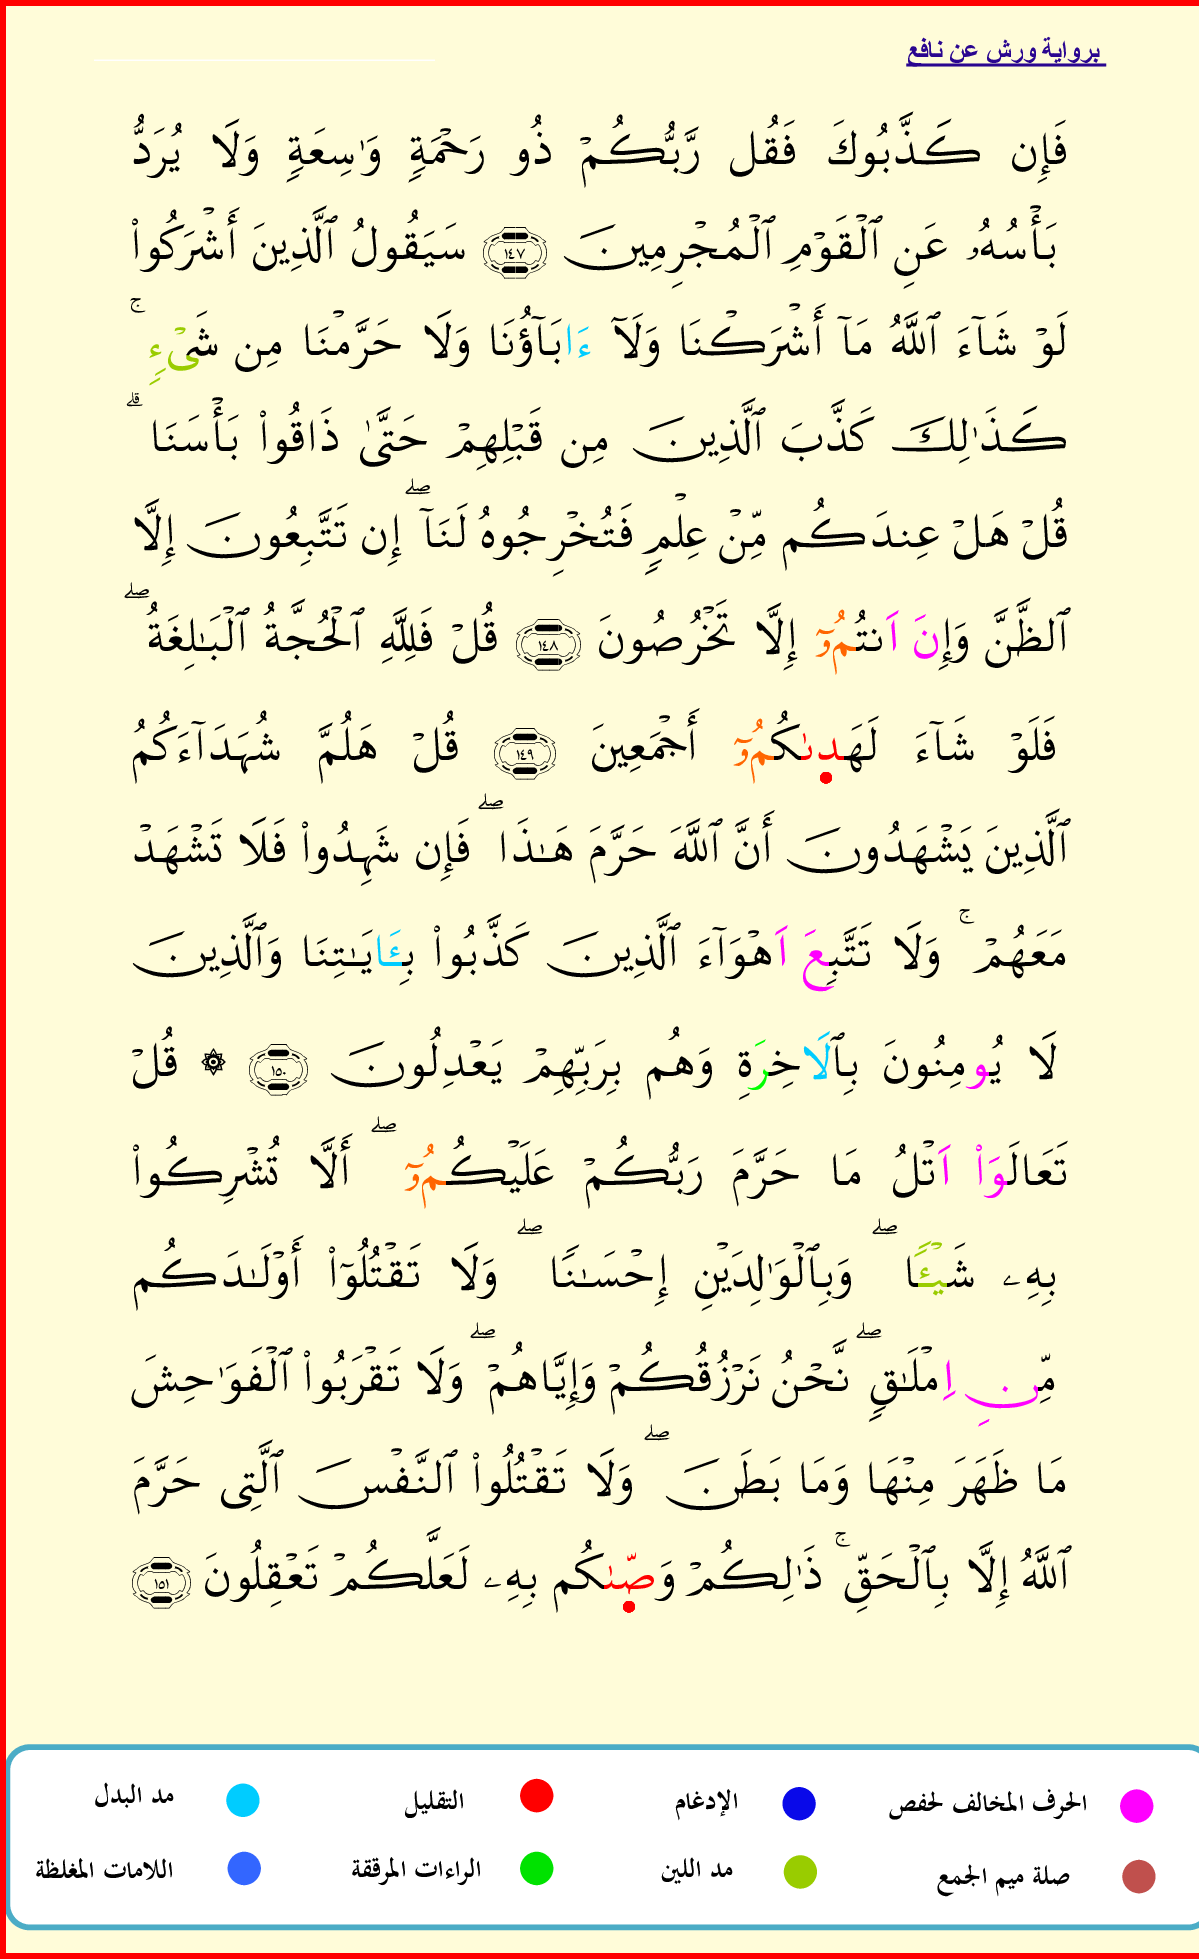 برواية ورش عن نافع
فَإِن كَذَّبُوكَ فَقُل رَّبُّكُمْ ذُو رَحْمَةٍ وَٰسِعَةٍ وَلَا يُرَدُّ
بَأْسُهُۥ عَنِ ٱلْقَوْمِ ٱلْمُجْرِمِينَ ١٤٧ سَيَقُولُ ٱلَّذِينَ أَشْرَكُوا۟
لَوْ شَآءَ ٱللَّهُ مَآ أَشْرَكْنَا وَلَآ ءَابَآؤُنَا وَلَا حَرَّمْنَا مِن شَىْءٍ ۚ
كَذَٰلِكَ كَذَّبَ ٱلَّذِينَ مِن قَبْلِهِمْ حَتَّىٰ ذَاقُوا۟ بَأْسَنَا ۗ
قُلْ هَلْ عِندَكُم مِّنْ عِلْمٍ فَتُخْرِجُوهُ لَنَآ ۖ إِن تَتَّبِعُونَ إِلَّا
ٱلظَّنَّ وَإِنَ اَنتُمُۥٓ إِلَّا تَخْرُصُونَ ١٤٨ قُلْ فَلِلَّهِ ٱلْحُجَّةُ ٱلْبَـٰلِغَةُ ۖ
فَلَوْ شَآءَ لَهَدِىٰكُمُۥٓ أَجْمَعِينَ ١٤٩ قُلْ هَلُمَّ شُهَدَآءَكُمُ
ٱلَّذِينَ يَشْهَدُونَ أَنَّ ٱللَّهَ حَرَّمَ هَـٰذَا ۖ فَإِن شَهِدُوا۟ فَلَا تَشْهَدْ
مَعَهُمْ ۚ وَلَا تَتَّبِعَ اَهْوَآءَ ٱلَّذِينَ كَذَّبُوا۟ بِـَٔايَـٰتِنَا وَٱلَّذِينَ
لَا يُومِنُونَ بِٱلَاخِرَةِ وَهُم بِرَبِّهِمْ يَعْدِلُونَ ١٥٠ ۞ قُلْ
تَعَالَوَا۟ اَتْلُ مَا حَرَّمَ رَبُّكُمْ عَلَيْكُمُۥٓ ۖ أَلَّا تُشْرِكُوا۟
بِهِۦ شَيْـًٔا ۖ وَبِٱلْوَٰلِدَيْنِ إِحْسَـٰنًا ۖ وَلَا تَقْتُلُوٓا۟ أَوْلَـٰدَكُم
مِّنِ اِمْلَـٰقٍ ۖ نَّحْنُ نَرْزُقُكُمْ وَإِيَّاهُمْ ۖ وَلَا تَقْرَبُوا۟ ٱلْفَوَٰحِشَ
مَا ظَهَرَ مِنْهَا وَمَا بَطَنَ ۖ وَلَا تَقْتُلُوا۟ ٱلنَّفْسَ ٱلَّتِى حَرَّمَ
ٱللَّهُ إِلَّا بِٱلْحَقِّ ۚ ذَٰلِكُمْ وَصِّىٰكُم بِهِۦ لَعَلَّكُمْ تَعْقِلُونَ ١٥١
الحرف المخالف لحفص الإدغام التقليل مد البدل
صلة ميم الجمع مد اللين الراءات المرققة اللامات المغلظة